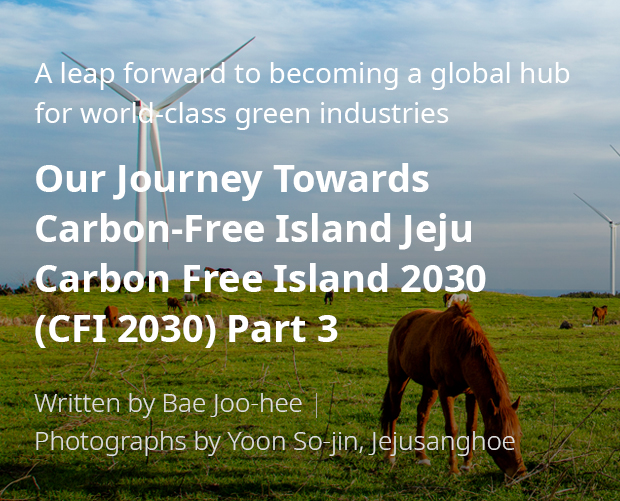 A leap forward to becoming a global hub
for world-class green industries
Our Journey Towards
Carbon-Free Island Jeju
Carbon Free Island 2030
(CFI 2030) Part 3
Written by Bae Joo-hee |
Photographs by Yoon So-jin, Jejusanghoe